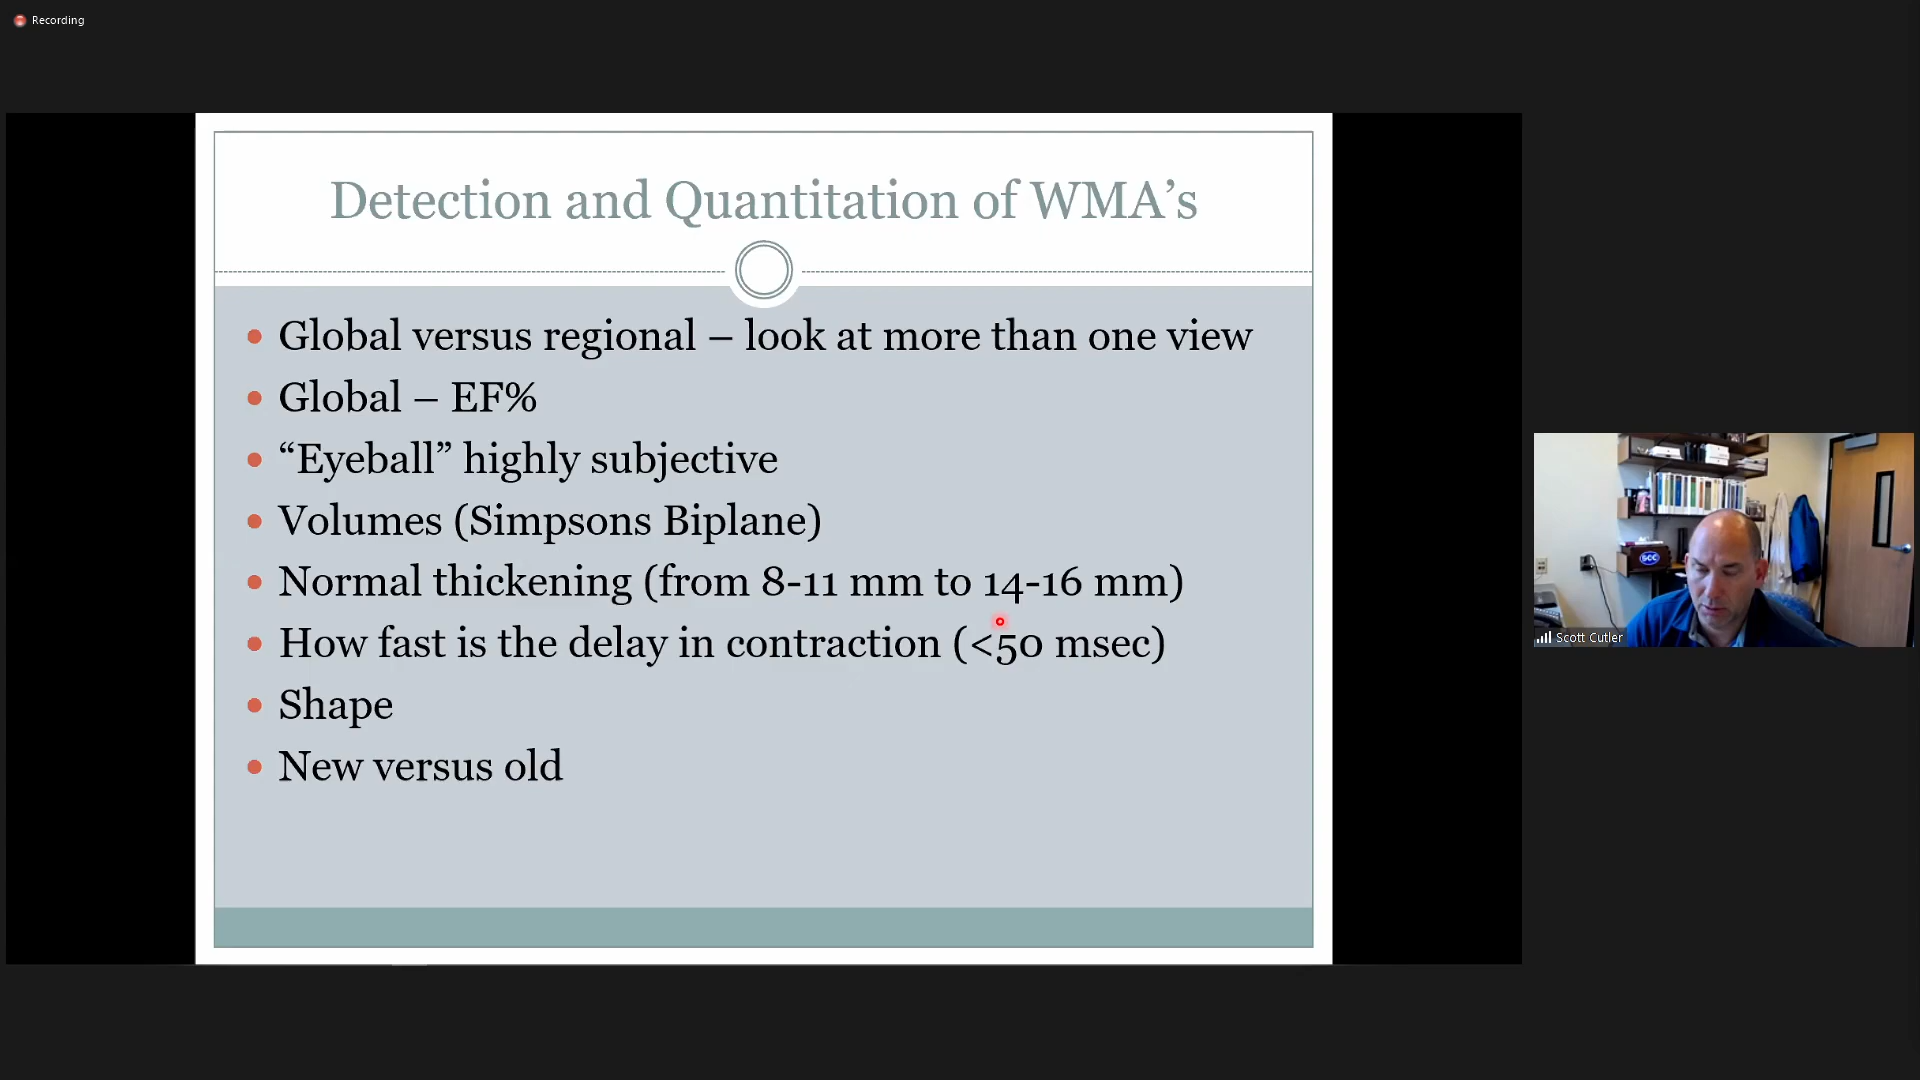 Recording
Detection and Quantitation of WMA’s
Global versus regional – look at more than one view
Global – EF%
“Eyeball” highly subjective
Volumes (Simpsons Biplane)
Normal thickening (from 8-11 mm to 14-16 mm)
How fast is the delay in contraction (<50 msec)
Shape
New versus old
SCC
Scott Cutler